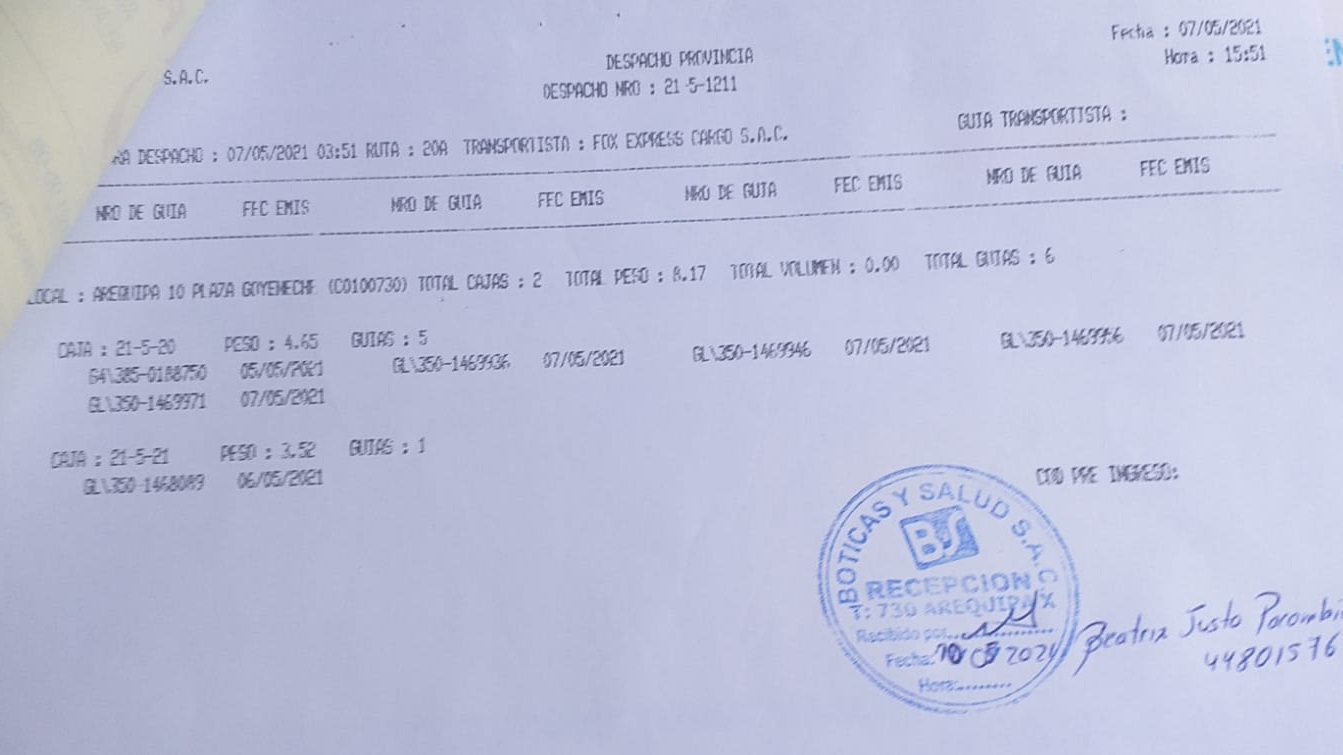 Fecha : 07/05/2021
S.A.C. DESPACHO PROVINCIA Hora : 15:51
DESPACHO NRO : 21-5-1211
RA DESPACHO : 07/05/2021 03:51 RUTA : 20A TRANSPORTISTA : FOX EXPRESS CARGO S.A.C. GUIA TRANSPORTISTA :
NRO DE GUIA FEC EMIS NRO DE GUIA FEC EMIS NRO DE GUIA FEC EMIS NRO DE GUIA FEC EMIS
LOCAL : AREQUIPA 10 PLAZA GOYENECHE (C0100730) TOTAL CAJAS : 2 TOTAL PESO : 8.17 TOTAL VOLUMEN : 0.00 TOTAL GUIAS : 6
CAJA : 21-5-20 PESO : 4.65 GUIAS : 5
G4\385-0188750 05/05/2021 GL\350-1469936 07/05/2021 GL\350-1469946 07/05/2021 GL\350-1469956 07/05/2021
GL\350-1469971 07/05/2021
CAJA : 21-5-21 PESO : 3.52 GUIAS : 1
GL\350-1468089 06/05/2021
COD PRE INGRESO:
BOTICAS Y SALUD S.A.C
BS
RECEPCION
T: 730 AREQUIPA X
Recibido por
Fecha: 10 05 2021
Hora:
Beatriz Justo
44801576